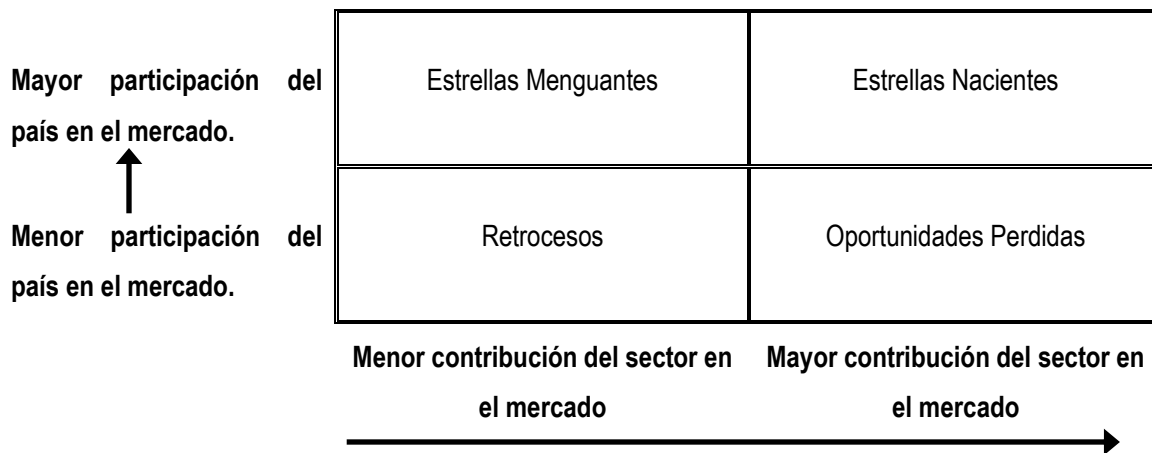 Mayor participación del
país en el mercado.
Estrellas Menguantes
Estrellas Nacientes
Menor participación del
país en el mercado.
Retrocesos
Oportunidades Perdidas
Menor contribución del sector en
el mercado
Mayor contribución del sector en
el mercado